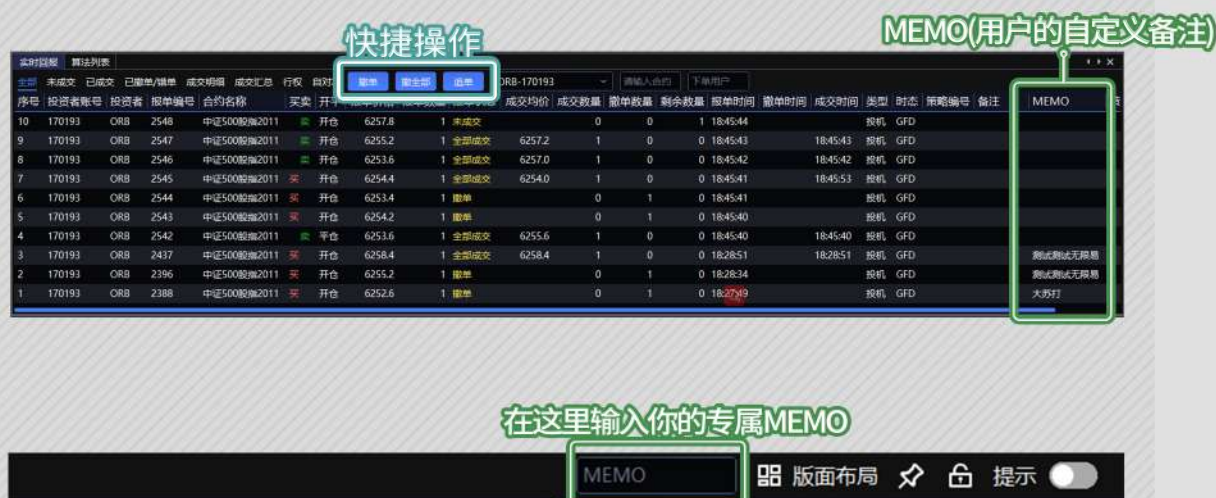 快捷操作
MEMO(用户的自定义备注)
实时回报 算法列表
全部 未成交 已成交 已撤单/错单 成交明细 成交汇总 行权 自对 撤单 撤全部 追单 ORB-170193 请输入合约 下单用户
序号 投资者账号 投资者 报单编号 合约名称 买卖 开平 成交均价 成交数量 撤单数量 剩余数量 报单时间 撤单时间 成交时间 类型 时态 策略编号 备注 MEMO
10 170193 ORB 2548 中证500股指2011 卖 开仓 6257.8 1 未成交 0 0 1 18:45:44 投机 GFD
9 170193 ORB 2547 中证500股指2011 卖 开仓 6255.2 1 全部成交 6257.2 1 0 0 18:45:43 18:45:43 投机 GFD
8 170193 ORB 2546 中证500股指2011 卖 开仓 6253.6 1 全部成交 6257.0 1 0 0 18:45:42 18:45:42 投机 GFD
7 170193 ORB 2545 中证500股指2011 买 开仓 6254.4 1 全部成交 6254.0 1 0 0 18:45:41 18:45:53 投机 GFD
6 170193 ORB 2544 中证500股指2011 买 开仓 6253.4 1 撤单 0 1 0 18:45:41 投机 GFD
5 170193 ORB 2543 中证500股指2011 买 开仓 6254.2 1 撤单 0 1 0 18:45:40 投机 GFD
4 170193 ORB 2542 中证500股指2011 卖 平仓 6253.6 1 全部成交 6255.6 1 0 0 18:45:40 18:45:40 投机 GFD
3 170193 ORB 2437 中证500股指2011 买 开仓 6258.4 1 全部成交 6258.4 1 0 0 18:28:51 18:28:51 投机 GFD 测试测试无限易
2 170193 ORB 2396 中证500股指2011 买 开仓 6255.2 1 撤单 0 1 0 18:28:34 投机 GFD 测试测试无限易
1 170193 ORB 2388 中证500股指2011 买 开仓 6252.6 1 撤单 0 1 0 18:27:49 投机 GFD 大苏打
在这里输入你的专属MEMO
MEMO 版面布局 提示